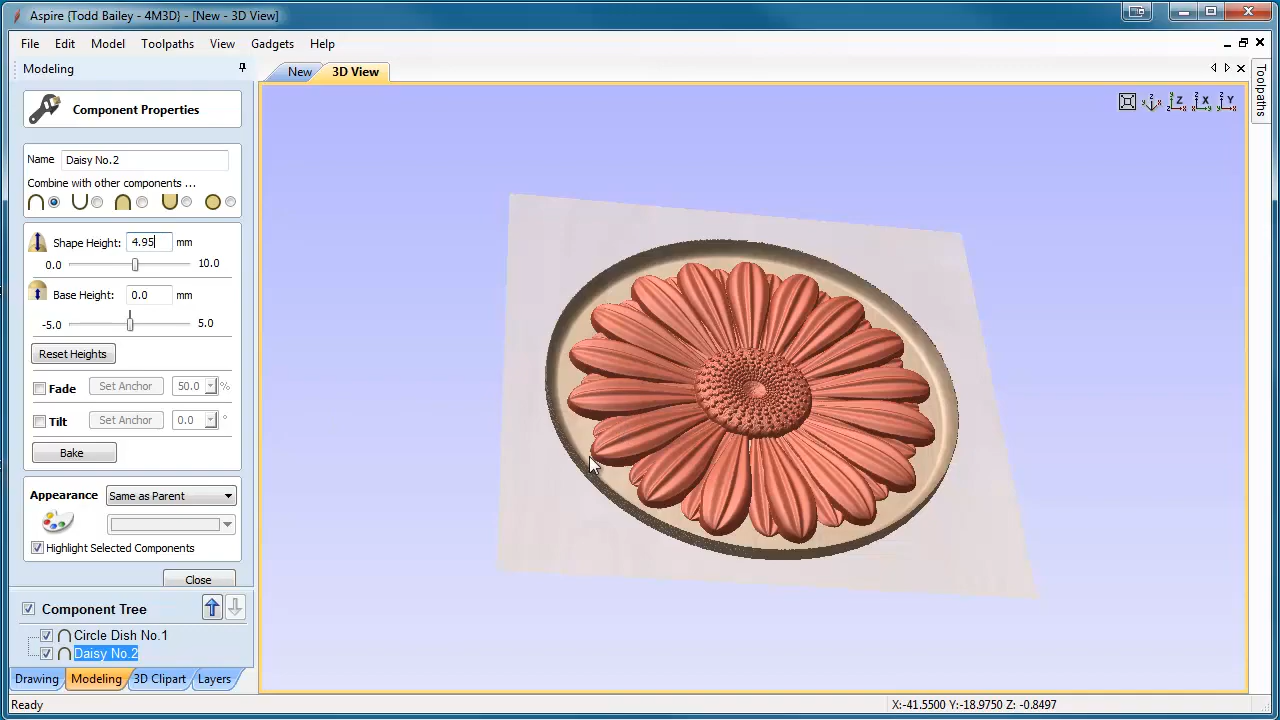 Aspire {Todd Bailey - 4M3D} - [New - 3D View]
File Edit Model Toolpaths View Gadgets Help
Modeling
New 3D View
Toolpaths
Z X Y
Component Properties
Name Daisy No.2
Combine with other components ...
Shape Height: 4.95 mm
0.0 10.0
Base Height: 0.0 mm
-5.0 5.0
Reset Heights
Fade Set Anchor 50.0 %
Tilt Set Anchor 0.0 °
Bake
Appearance Same as Parent
Highlight Selected Components
Close
Component Tree
Circle Dish No.1
Daisy No.2
Drawing Modeling 3D Clipart Layers
Ready X:-41.5500 Y:-18.9750 Z: -0.8497